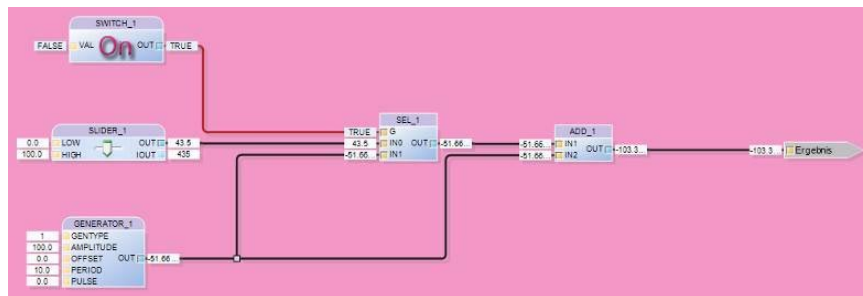 SWITCH_1
FALSE VAL On OUT TRUE
SLIDER_1
0.0 LOW OUT 43.5
100.0 HIGH IOUT 435
SEL_1
TRUE G
43.5 IN0 OUT -51.66...
-51.66... IN1
ADD_1
-51.66... IN1 OUT -103.3...
-51.66... IN2
-103.3... Ergebnis
GENERATOR_1
1 GENTYPE
100.0 AMPLITUDE
0.0 OFFSET OUT -51.66...
10.0 PERIOD
0.0 PULSE